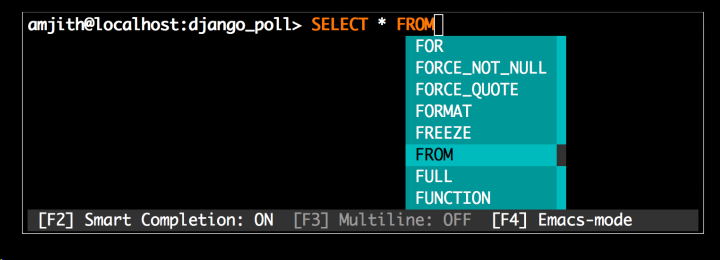 amjith@localhost:django_poll> SELECT * FROM
FOR
FORCE_NOT_NULL
FORCE_QUOTE
FORMAT
FREEZE
FROM
FULL
FUNCTION
[F2] Smart Completion: ON [F3] Multiline: OFF [F4] Emacs-mode